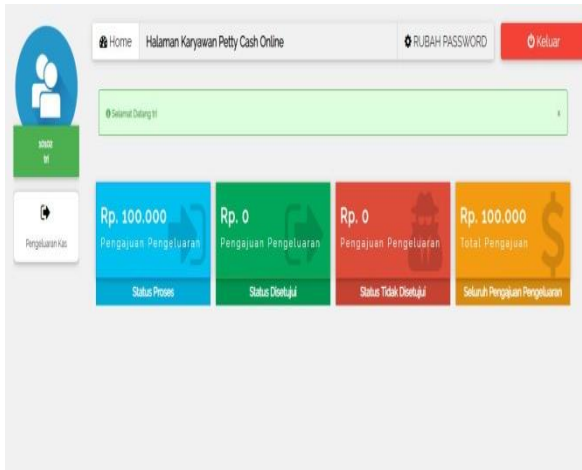 Home
Halaman Karyawan Petty Cash Online
RUBAH PASSWORD
Keluar
tri
Selamat Datang tri
x
Pengeluaran Kas
Rp. 100.000
Pengajuan Pengeluaran
Status Proses
Rp. 0
Pengajuan Pengeluaran
Status Disetujui
Rp. 0
Pengajuan Pengeluaran
Status Tidak Disetujui
Rp. 100.000
Total Pengajuan
Seluruh Pengajuan Pengeluaran